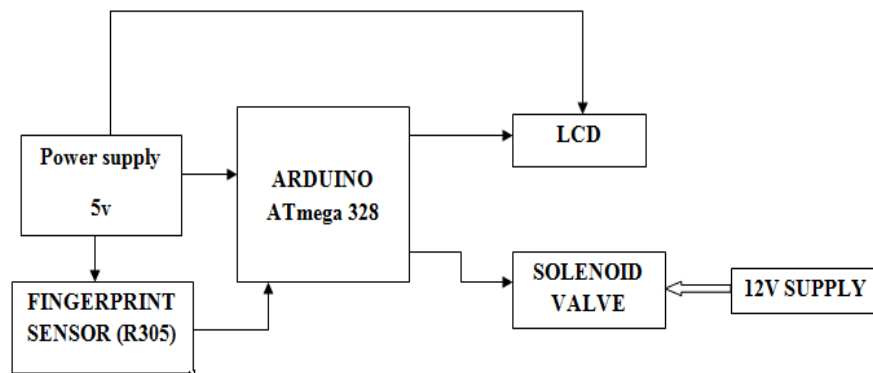 Power supply
5v
ARDUINO
ATmega 328
LCD
FINGERPRINT
SENSOR (R305)
SOLENOID
VALVE
12V SUPPLY